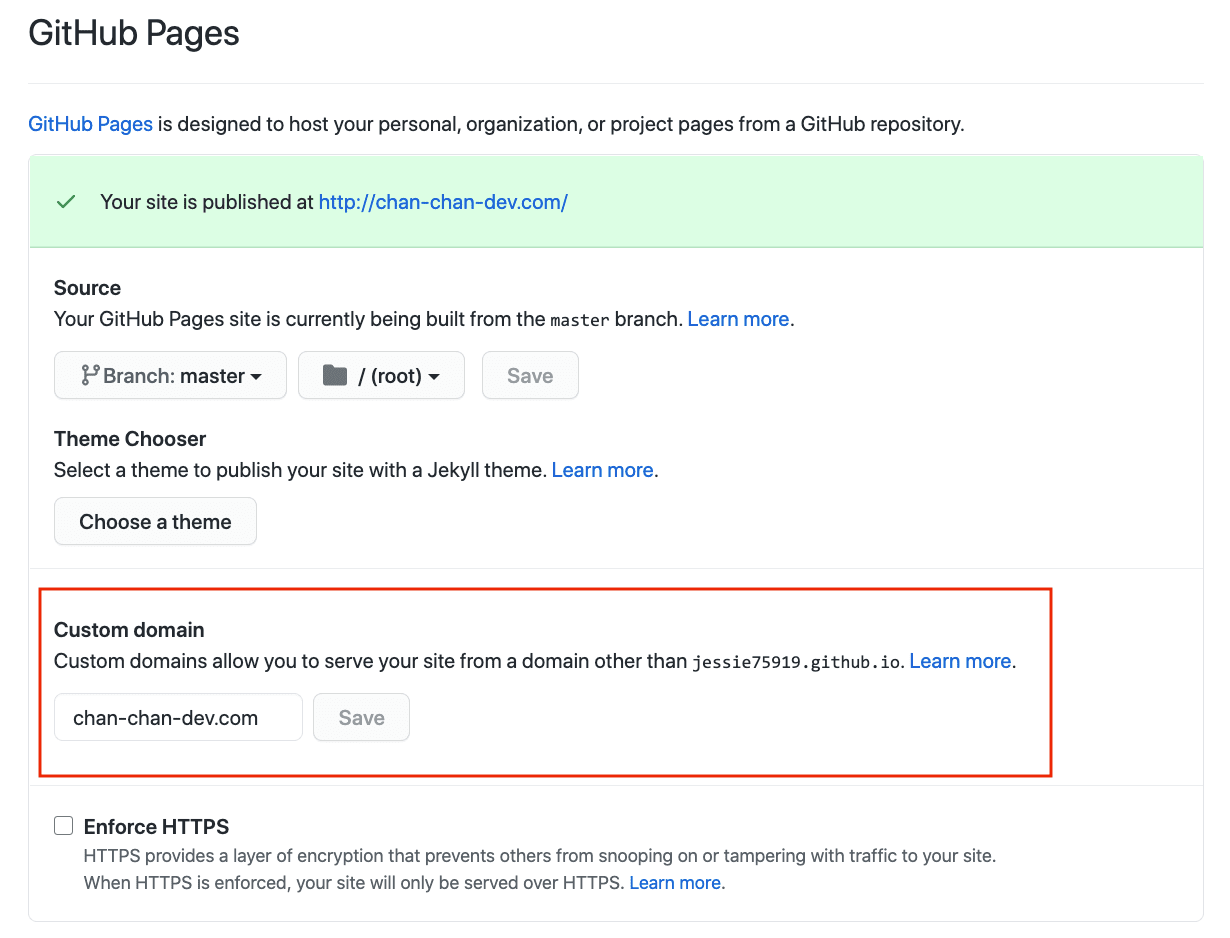 GitHub Pages
GitHub Pages is designed to host your personal, organization, or project pages from a GitHub repository.
Your site is published at http://chan-chan-dev.com/
Source
Your GitHub Pages site is currently being built from the master branch. Learn more.
Branch: master / (root) Save
Theme Chooser
Select a theme to publish your site with a Jekyll theme. Learn more.
Choose a theme
Custom domain
Custom domains allow you to serve your site from a domain other than jessie75919.github.io. Learn more.
chan-chan-dev.com Save
Enforce HTTPS
HTTPS provides a layer of encryption that prevents others from snooping on or tampering with traffic to your site.
When HTTPS is enforced, your site will only be served over HTTPS. Learn more.